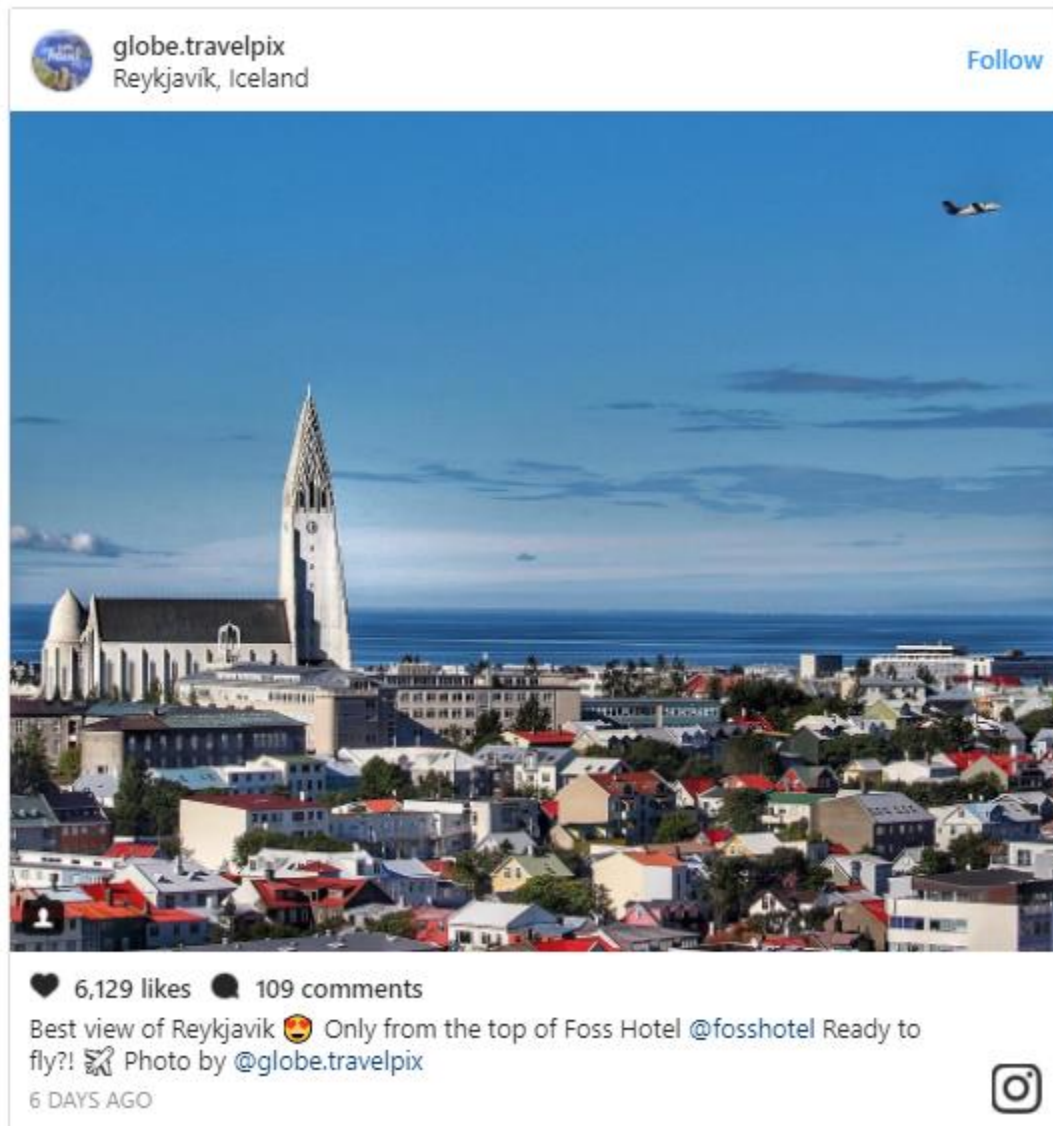 globe.travelpix
Reykjavík, Iceland
Follow
6,129 likes 109 comments
Best view of Reykjavik 😍 Only from the top of Foss Hotel @fosshotel Ready to
fly?! Photo by @globe.travelpix
6 DAYS AGO